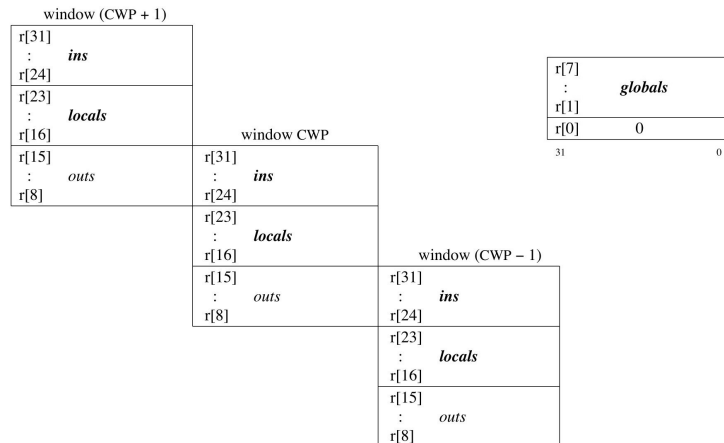 window (CWP + 1)
r[31]
: ins
r[24]
r[23]
: locals
r[16]
r[15]
: outs
r[8]
window CWP
r[31]
: ins
r[24]
r[23]
: locals
r[16]
r[15]
: outs
r[8]
window (CWP − 1)
r[31]
: ins
r[24]
r[23]
: locals
r[16]
r[15]
: outs
r[8]
r[7]
: globals
r[1]
r[0] 0
31 0